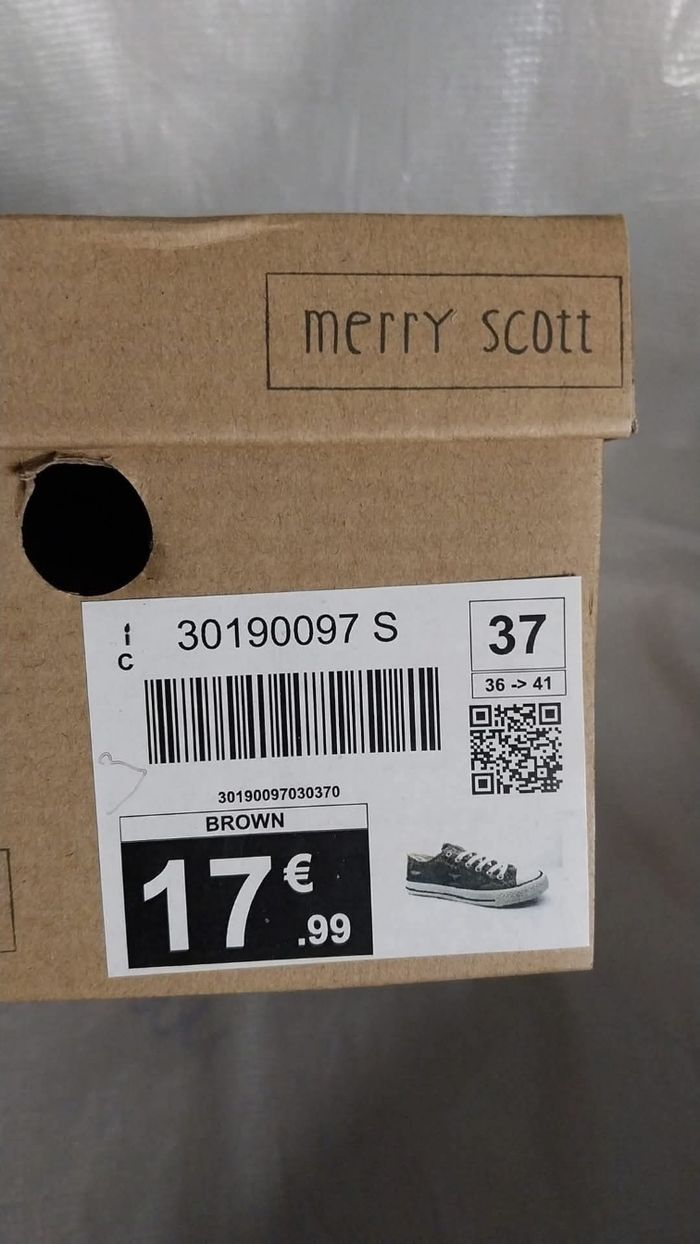 merry scott
30190097 S
C
37
36 -> 41
30190097030370
BROWN
17€.99